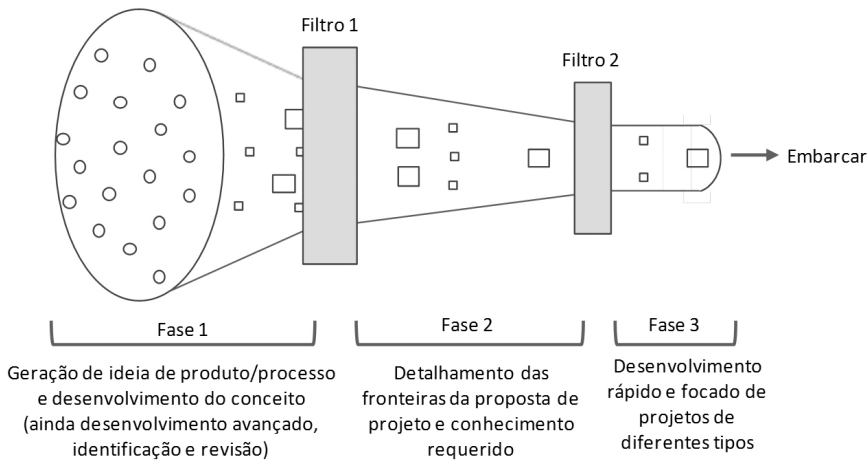 Filtro 1
Filtro 2
Embarcar
Fase 1
Fase 2
Fase 3
Geração de ideia de produto/processo
e desenvolvimento do conceito
(ainda desenvolvimento avançado,
identificação e revisão)
Detalhamento das
fronteiras da proposta de
projeto e conhecimento
requerido
Desenvolvimento
rápido e focado de
projetos de
diferentes tipos